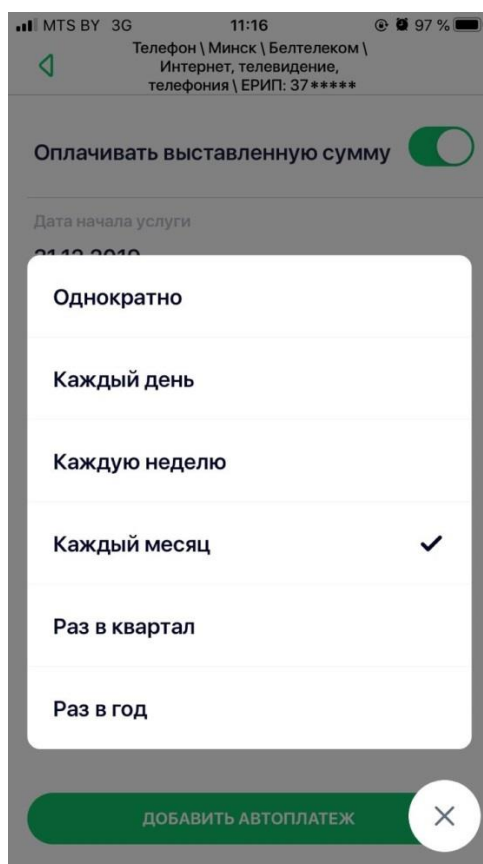 MTS BY 3G 11:16 97 %
Телефон \ Минск \ Белтелеком \
Интернет, телевидение,
телефония \ ЕРИП: 37*****
Оплачивать выставленную сумму
Дата начала услуги
Однократно
Каждый день
Каждую неделю
Каждый месяц
Раз в квартал
Раз в год
ДОБАВИТЬ АВТОПЛАТЕЖ